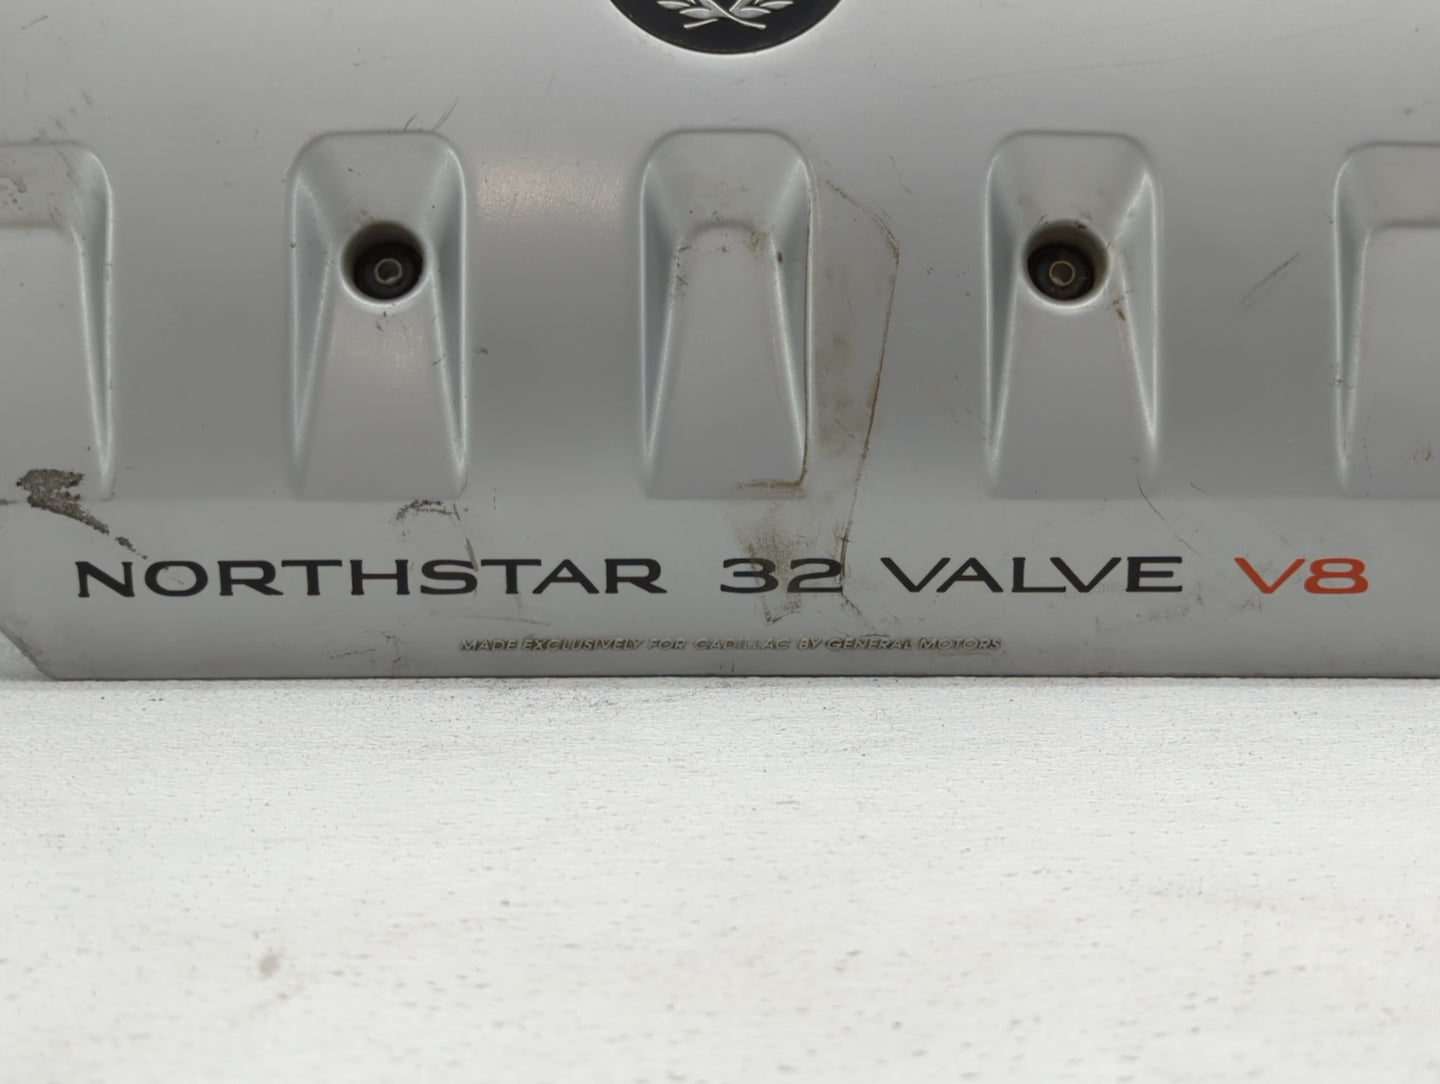 NORTHSTAR 32 VALVE V8
MADE EXCLUSIVELY FOR CADILLAC BY GENERAL MOTORS